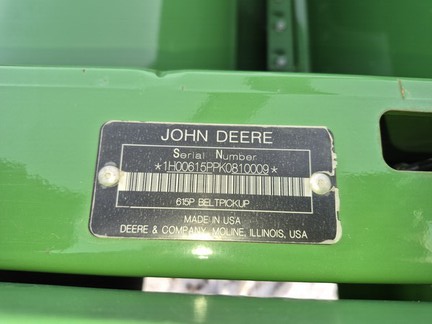 JOHN DEERE
Serial Number
*1H00615PPK0810009*
615P BELTPICKUP
MADE IN USA
DEERE & COMPANY, MOLINE, ILLINOIS, USA